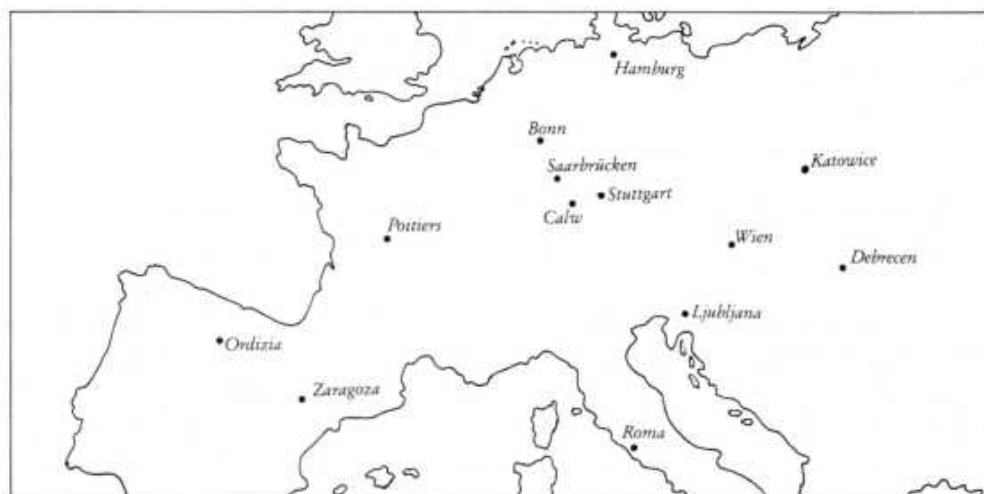 Hamburg
Bonn
Saarbrücken
Katowice
Stuttgart
Calw
Poitiers
Wien
Debrecen
Ljubljana
Ordizia
Zaragoza
Roma